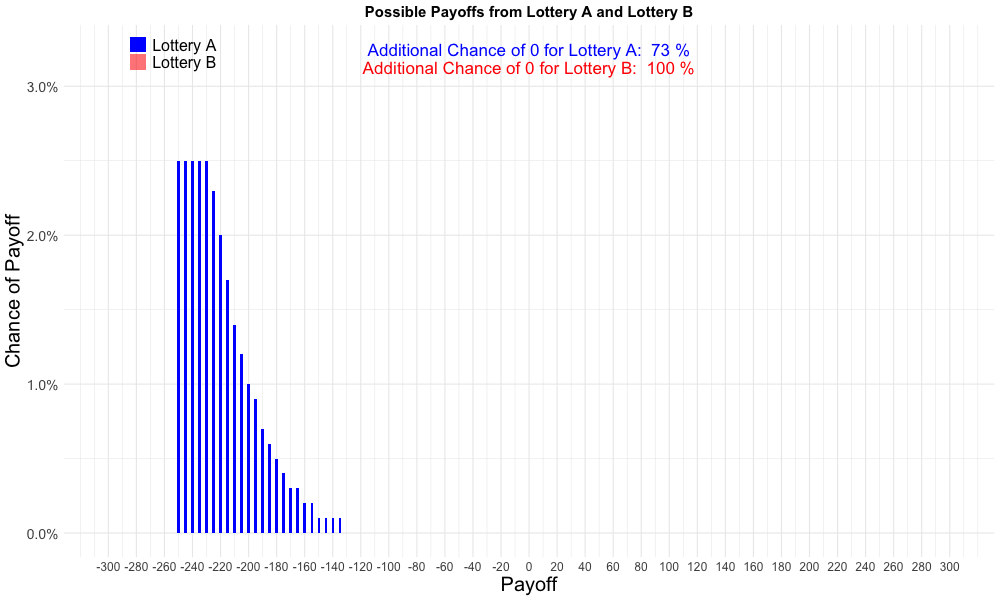 Possible Payoffs from Lottery A and Lottery B
Lottery A
Lottery B
Additional Chance of 0 for Lottery A: 73 %
Additional Chance of 0 for Lottery B: 100 %
Chance of Payoff
3.0%
2.0%
1.0%
0.0%
-300 -280 -260 -240 -220 -200 -180 -160 -140 -120 -100 -80 -60 -40 -20 0 20 40 60 80 100 120 140 160 180 200 220 240 260 280 300
Payoff